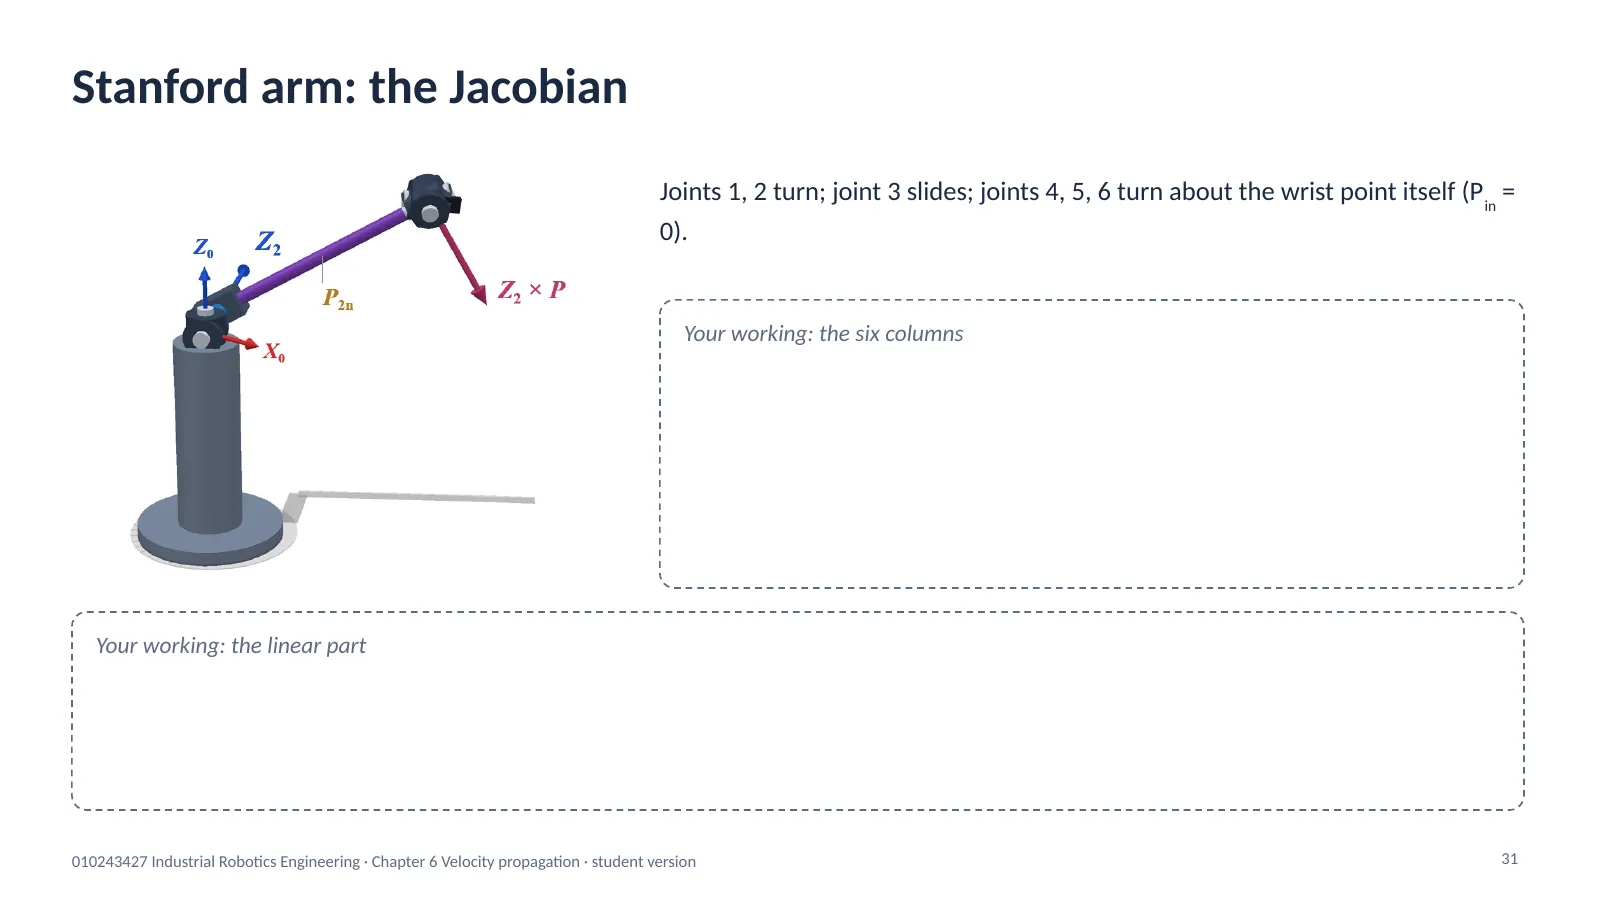 Stanford arm: the Jacobian
Z₀
Z₂
P₂ₙ
Z₂ × P
X₀
Joints 1, 2 turn; joint 3 slides; joints 4, 5, 6 turn about the wrist point itself (P_in =
0).
Your working: the six columns
Your working: the linear part
010243427 Industrial Robotics Engineering · Chapter 6 Velocity propagation · student version
31